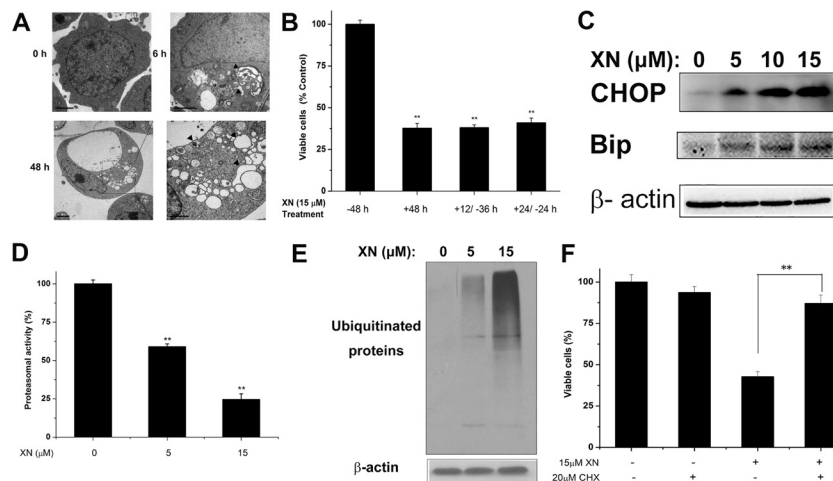 A
0 h
6 h
48 h
B
Viable cells (% Control)
100
75
50
25
0
**
**
**
XN (15 μM)
Treatment
-48 h
+48 h
+12/ -36 h
+24/ -24 h
C
XN (μM): 0 5 10 15
CHOP
Bip
β- actin
D
Proteasomal activity (%)
100
75
50
25
0
**
**
XN (μM)
0
5
15
E
XN (μM): 0 5 15
Ubiquitinated
proteins
β-actin
F
Viable cells (%)
100
75
50
25
0
**
15μM XN - - + +
20μM CHX - + - +